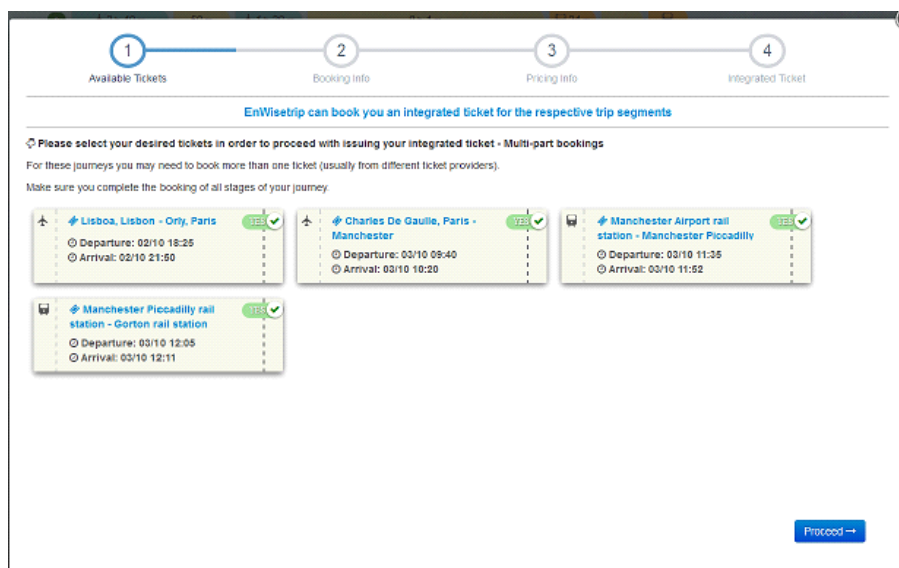 1
2
3
4
Available Tickets
Booking Info
Pricing Info
Integrated Ticket
EnWisetrip can book you an integrated ticket for the respective trip segments
Please select your desired tickets in order to proceed with issuing your integrated ticket - Multi-part bookings
For these journeys you may need to book more than one ticket (usually from different ticket providers).
Make sure you complete the booking of all stages of your journey.
Lisboa, Lisbon - Orly, Paris
YES
Departure: 02/10 18:25
Arrival: 02/10 21:50
Charles De Gaulle, Paris -
Manchester
YES
Departure: 03/10 09:40
Arrival: 03/10 10:20
Manchester Airport rail
station - Manchester Piccadilly
YES
Departure: 03/10 11:35
Arrival: 03/10 11:52
Manchester Piccadilly rail
station - Gorton rail station
YES
Departure: 03/10 12:05
Arrival: 03/10 12:11
Proceed →